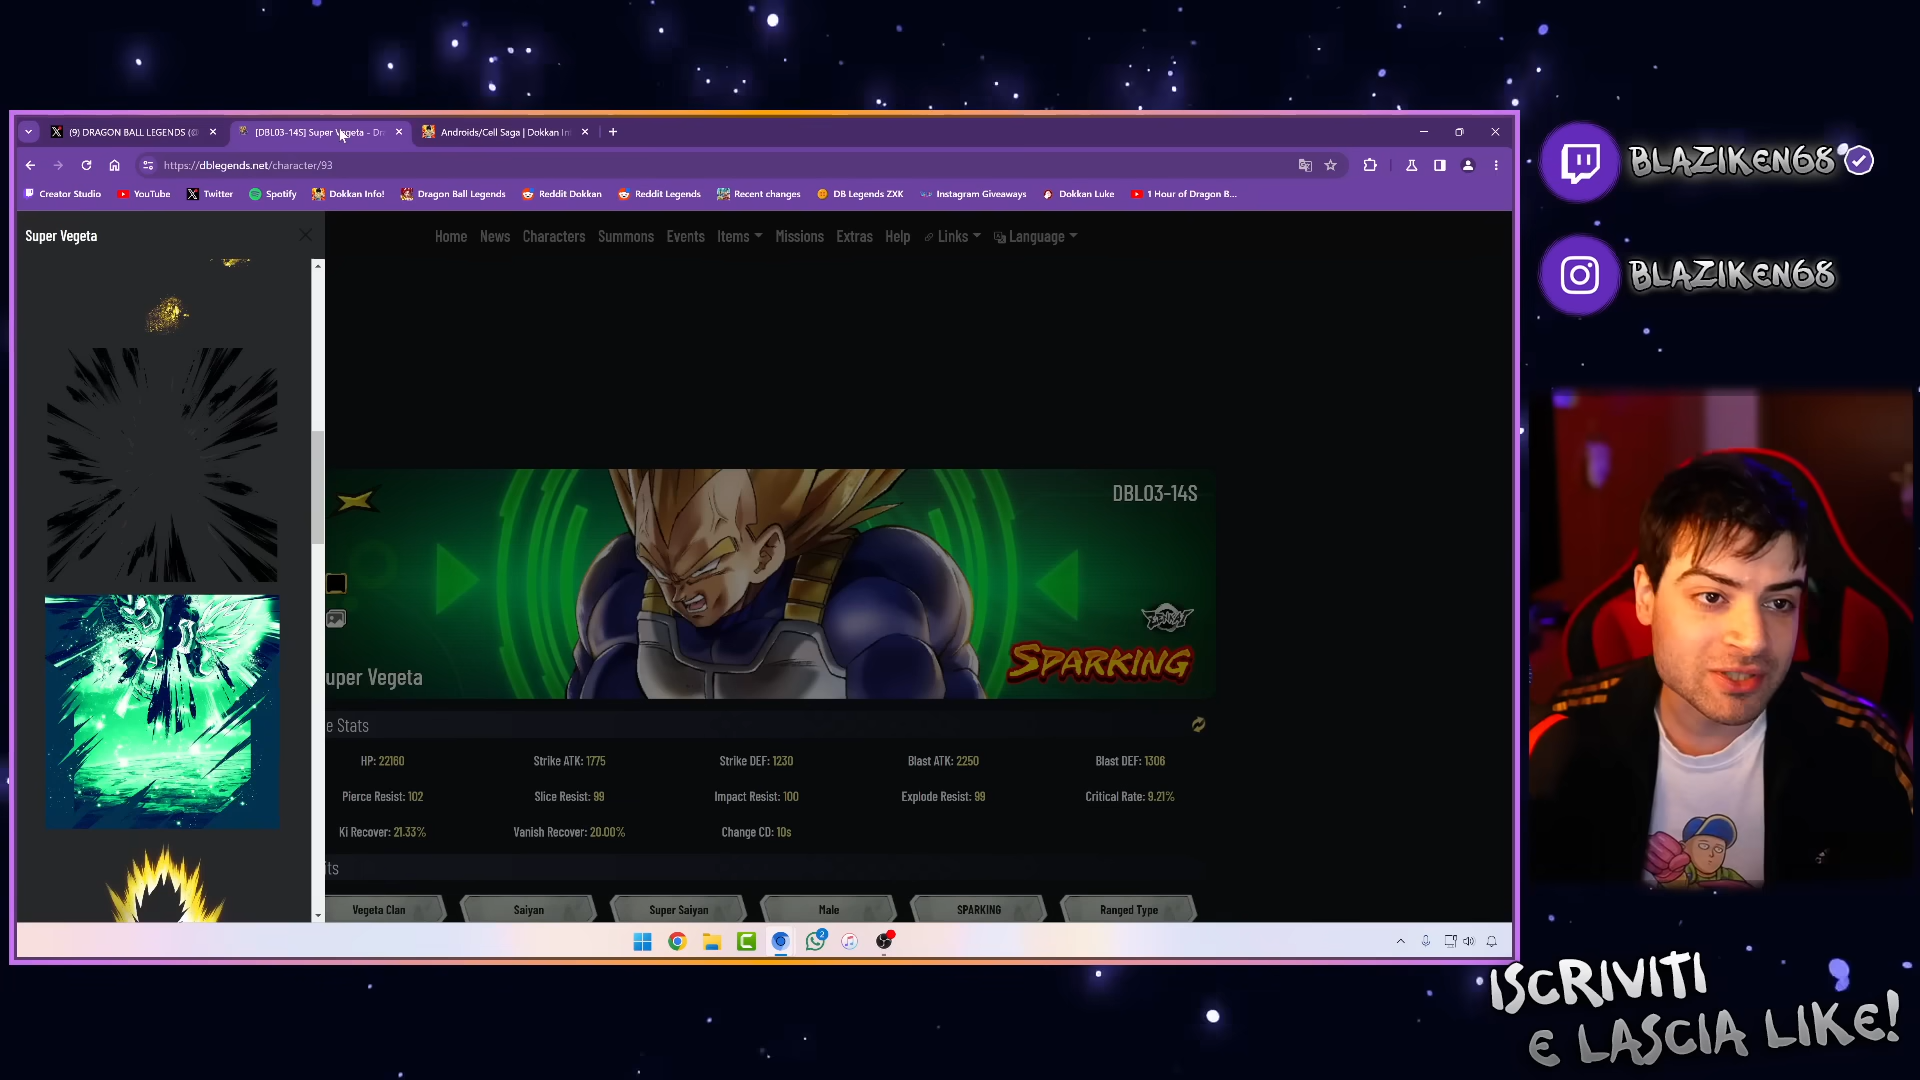 (9) DRAGON BALL LEGENDS (@
[DBL03-14S] Super Vegeta - Dra
Androids/Cell Saga | Dokkan In
https://dblegends.net/character/93
Creator Studio
YouTube
Twitter
Spotify
Dokkan Info!
Dragon Ball Legends
Reddit Dokkan
Reddit Legends
Recent changes
DB Legends ZXK
Instagram Giveaways
Dokkan Luke
1 Hour of Dragon B...
Super Vegeta
Home News Characters Summons Events Items Missions Extras Help Links Language
DBL03-14S
ZENKAI
SPARKING
uper Vegeta
e Stats
HP: 22160 Strike ATK: 1775 Strike DEF: 1230 Blast ATK: 2250 Blast DEF: 1306
Pierce Resist: 102 Slice Resist: 99 Impact Resist: 100 Explode Resist: 99 Critical Rate: 9.21%
Ki Recover: 21.33% Vanish Recover: 20.00% Change CD: 10s
its
Vegeta Clan Saiyan Super Saiyan Male SPARKING Ranged Type
2
BLAZIKEN68
BLAZIKEN68
ISCRIVITI
E LASCIA LIKE!